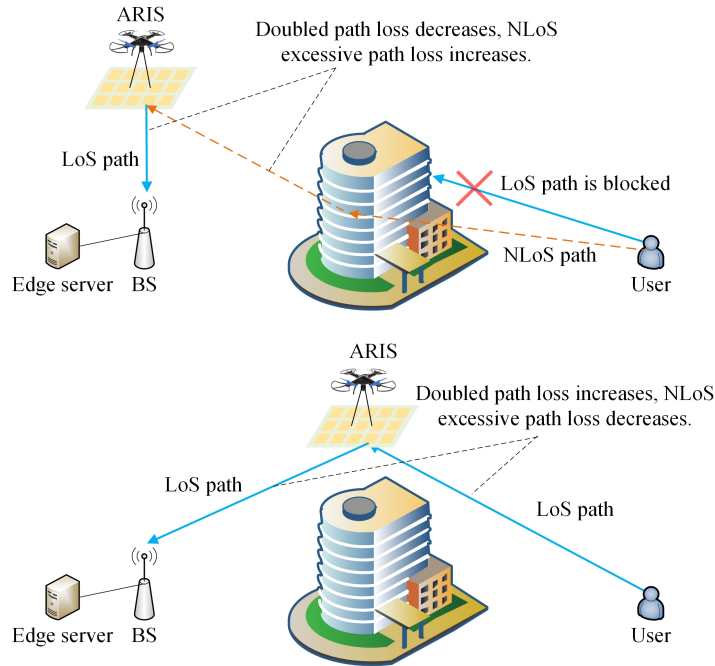 ARIS
Doubled path loss decreases, NLoS
excessive path loss increases.
LoS path
LoS path is blocked
NLoS path
Edge server
BS
User
ARIS
Doubled path loss increases, NLoS
excessive path loss decreases.
LoS path
LoS path
Edge server
BS
User